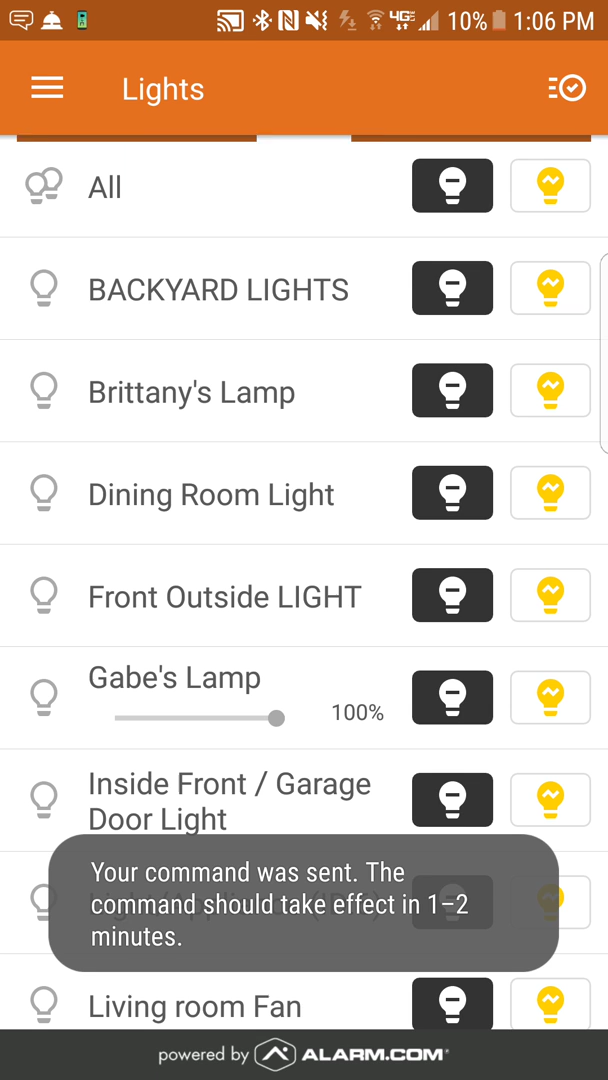 4G
10%
1:06 PM
Lights
All
BACKYARD LIGHTS
Brittany's Lamp
Dining Room Light
Front Outside LIGHT
Gabe's Lamp
100%
Inside Front / Garage
Door Light
Your command was sent. The
command should take effect in 1–2
minutes.
Living room Fan
powered by ALARM.COM